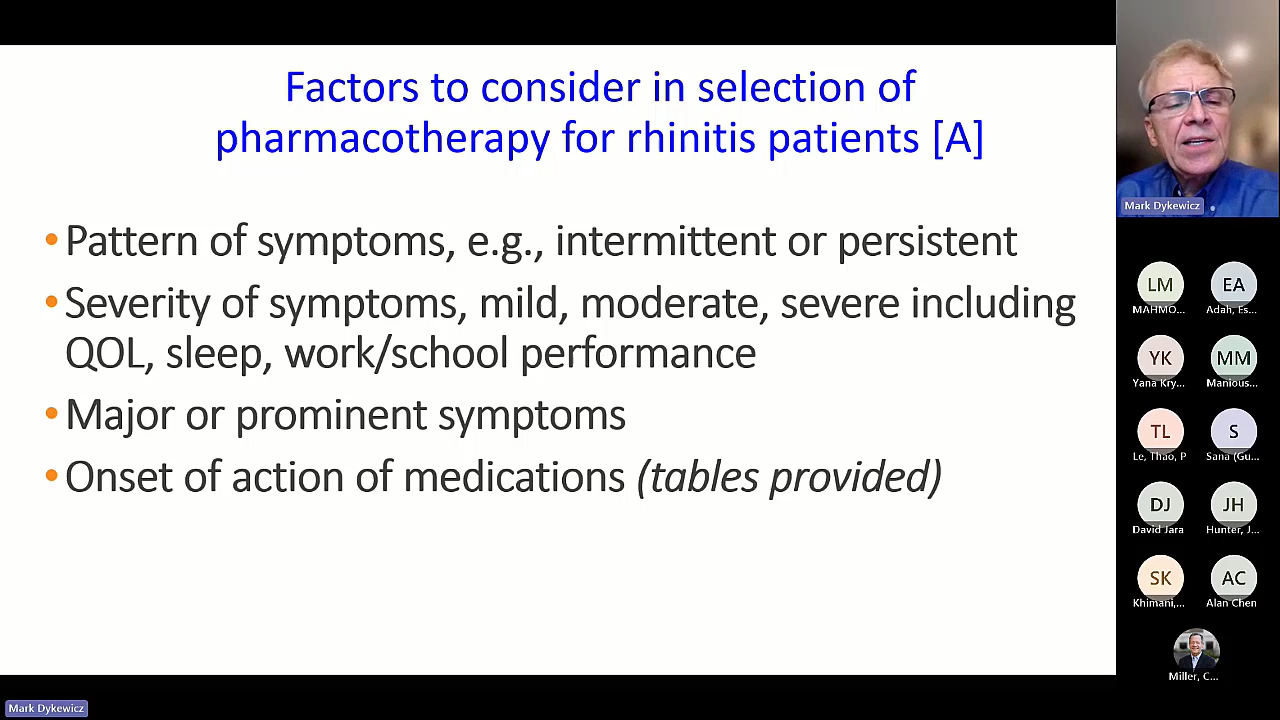 Factors to consider in selection of
pharmacotherapy for rhinitis patients [A]
•Pattern of symptoms, e.g., intermittent or persistent
•Severity of symptoms, mild, moderate, severe including
QOL, sleep, work/school performance
•Major or prominent symptoms
•Onset of action of medications (tables provided)
Mark Dykewicz
LM
MAHMO...
EA
Adah, Es...
YK
Yana Kry...
MM
Manious...
TL
Le, Thao, P
S
Sana (Gu...
DJ
David Jara
JH
Hunter, J...
SK
Khimani,...
AC
Alan Chen
Miller, C...
Mark Dykewicz